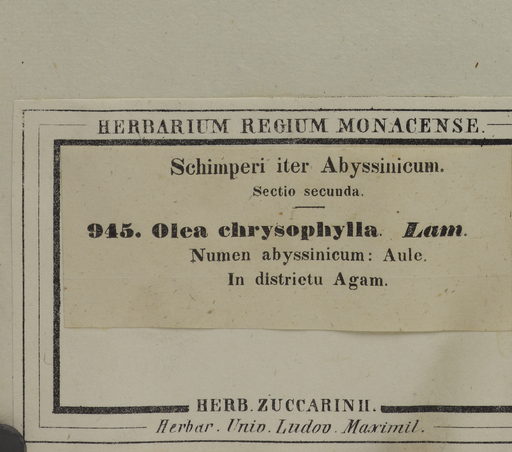 HERBARIUM REGIUM MONACENSE.
Schimperi iter Abyssinicum.
Sectio secunda.
945. Olea chrysophylla. Lam.
Numen abyssinicum: Aule.
In districtu Agam.
HERB. ZUCCARINII.
Herbar. Univ. Ludov. Maximil.